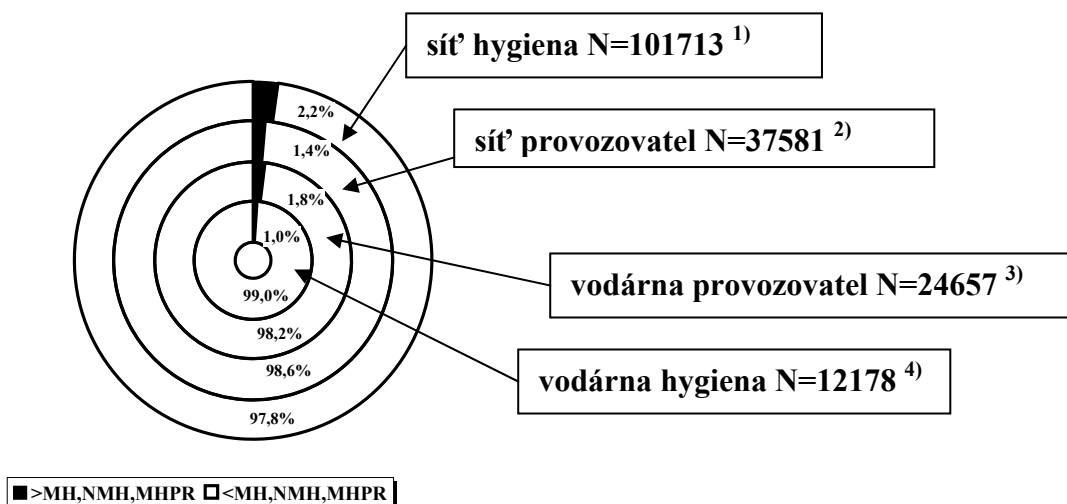 síť hygiena N=101713 1)
síť provozovatel N=37581 2)
vodárna provozovatel N=24657 3)
vodárna hygiena N=12178 4)
2,2%
1,4%
1,8%
1,0%
99,0%
98,2%
98,6%
97,8%
>MH,NMH,MHPR <MH,NMH,MHPR